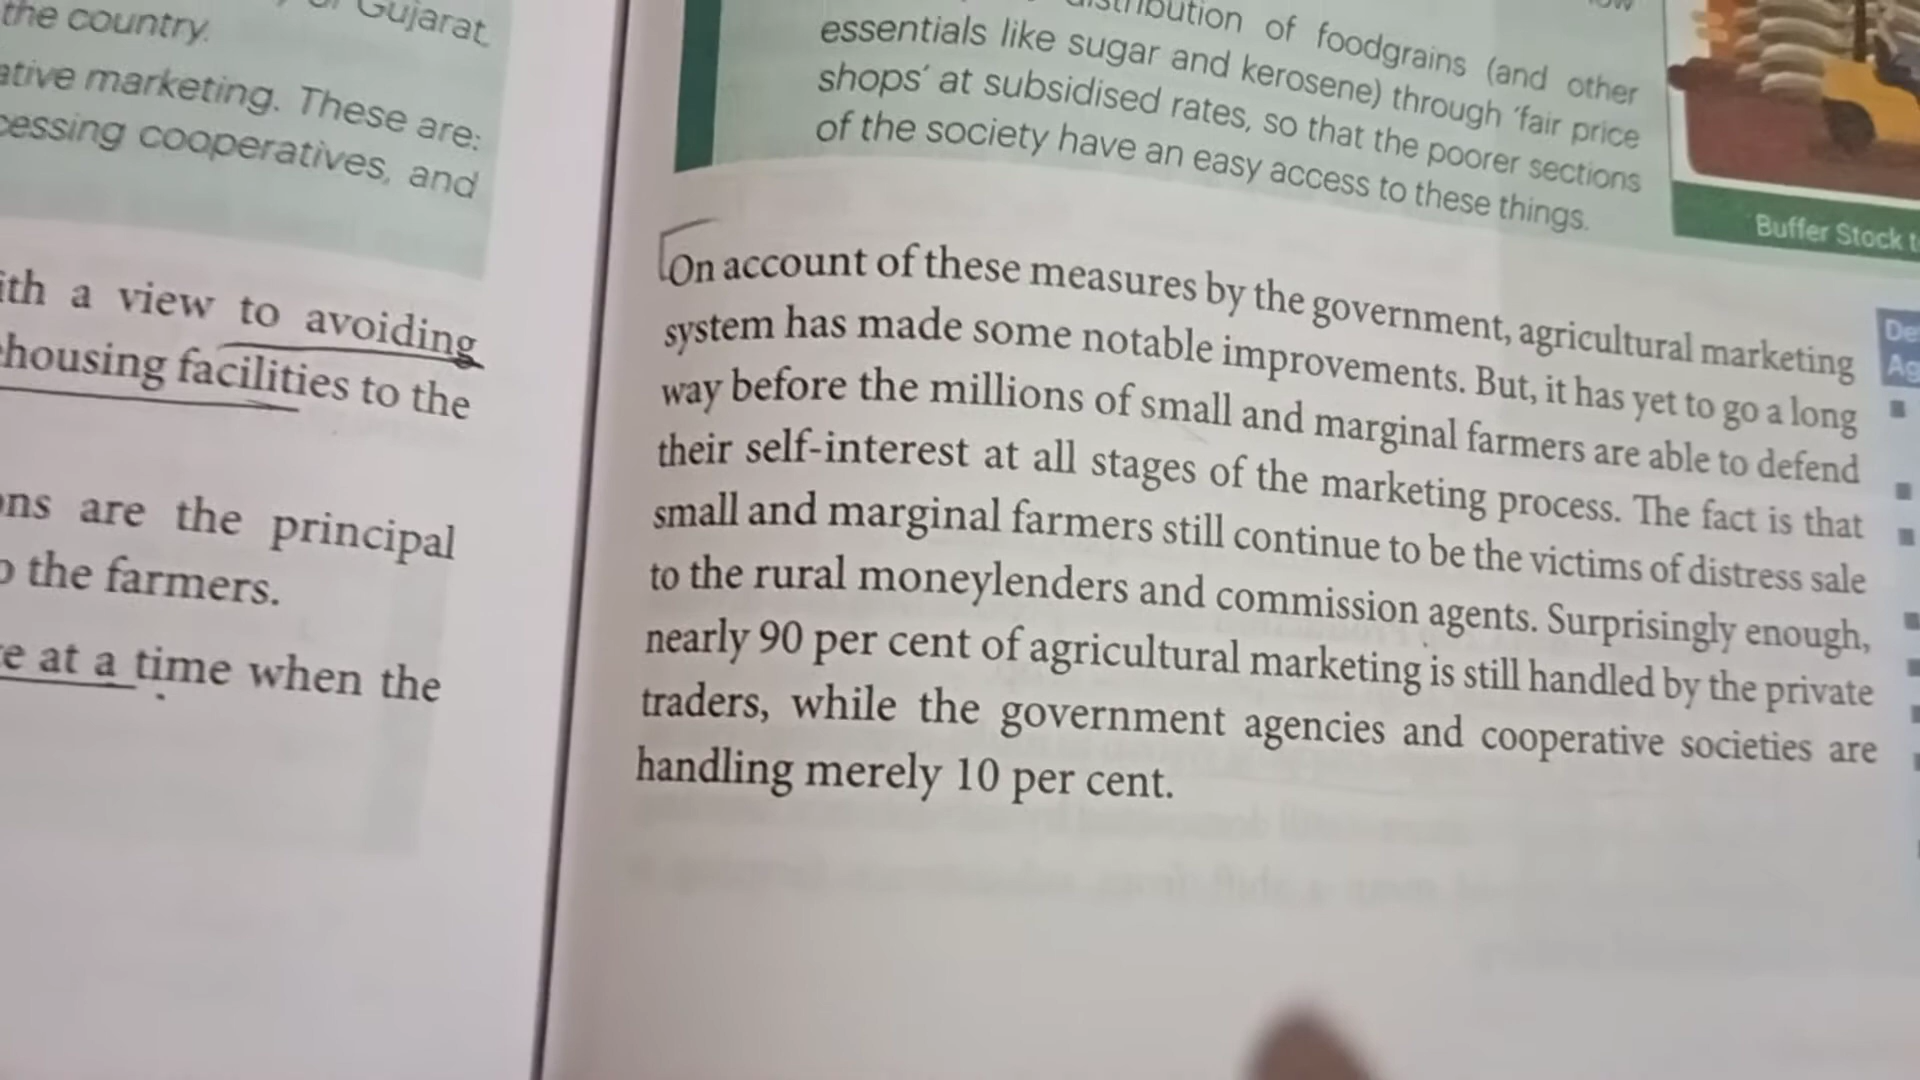 Gujarat.
the country.
marketing. These are:
cooperatives, and
a view to avoiding
facilities to the
are the principal
the farmers.
at a time when the
of foodgrains (and other
essentials like sugar and kerosene) through 'fair price
shops' at subsidised rates, so that the poorer sections
of the society have an easy access to these things.
Buffer Stock
On account of these measures by the government, agricultural marketing
system has made some notable improvements. But, it has yet to go a long
way before the millions of small and marginal farmers are able to defend
their self-interest at all stages of the marketing process. The fact is that
small and marginal farmers still continue to be the victims of distress sale
to the rural moneylenders and commission agents. Surprisingly enough,
nearly 90 per cent of agricultural marketing is still handled by the private
traders, while the government agencies and cooperative societies are
handling merely 10 per cent.